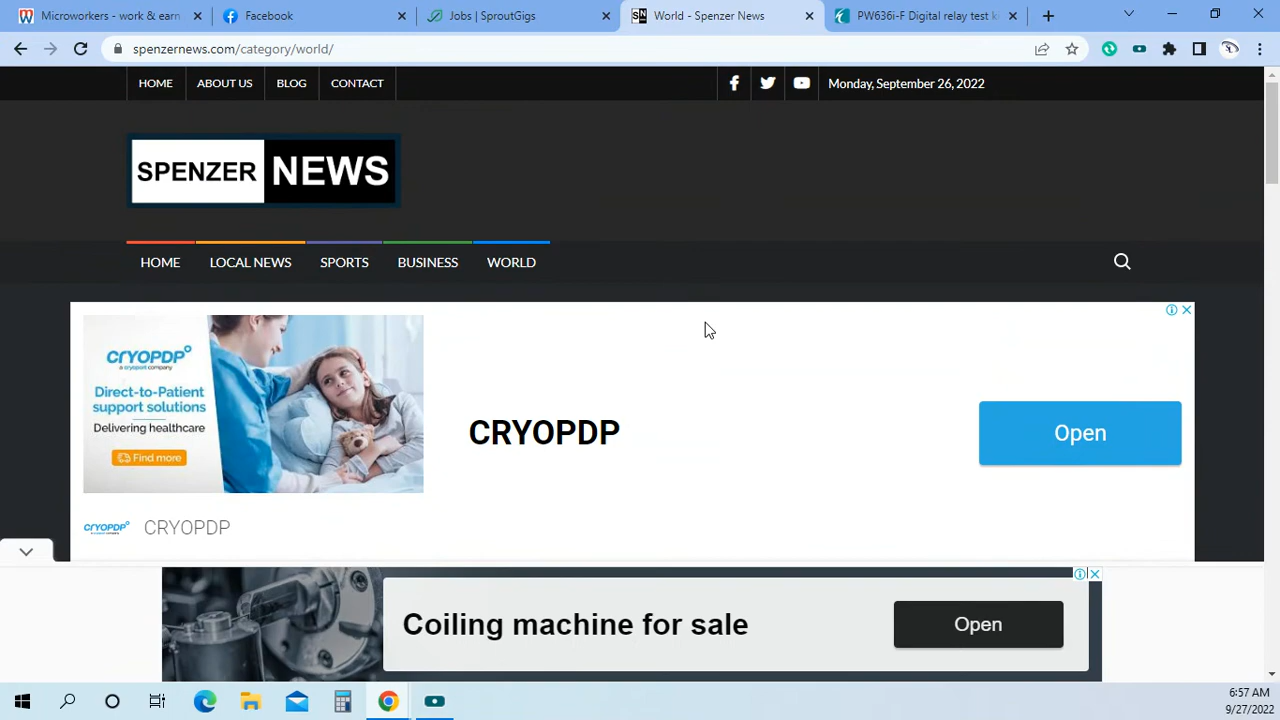 Microworkers - work & earn
Facebook
Jobs | SproutGigs
World - Spenzer News
PW636i-F Digital relay test k
spenzernews.com/category/world/
HOME
ABOUT US
BLOG
CONTACT
Monday, September 26, 2022
SPENZER NEWS
HOME
LOCAL NEWS
SPORTS
BUSINESS
WORLD
CRYOPDP
a cryoport company
Direct-to-Patient
support solutions
Delivering healthcare
Find more
CRYOPDP
Open
CRYOPDP
CRYOPDP
Coiling machine for sale
Open
6:57 AM
9/27/2022